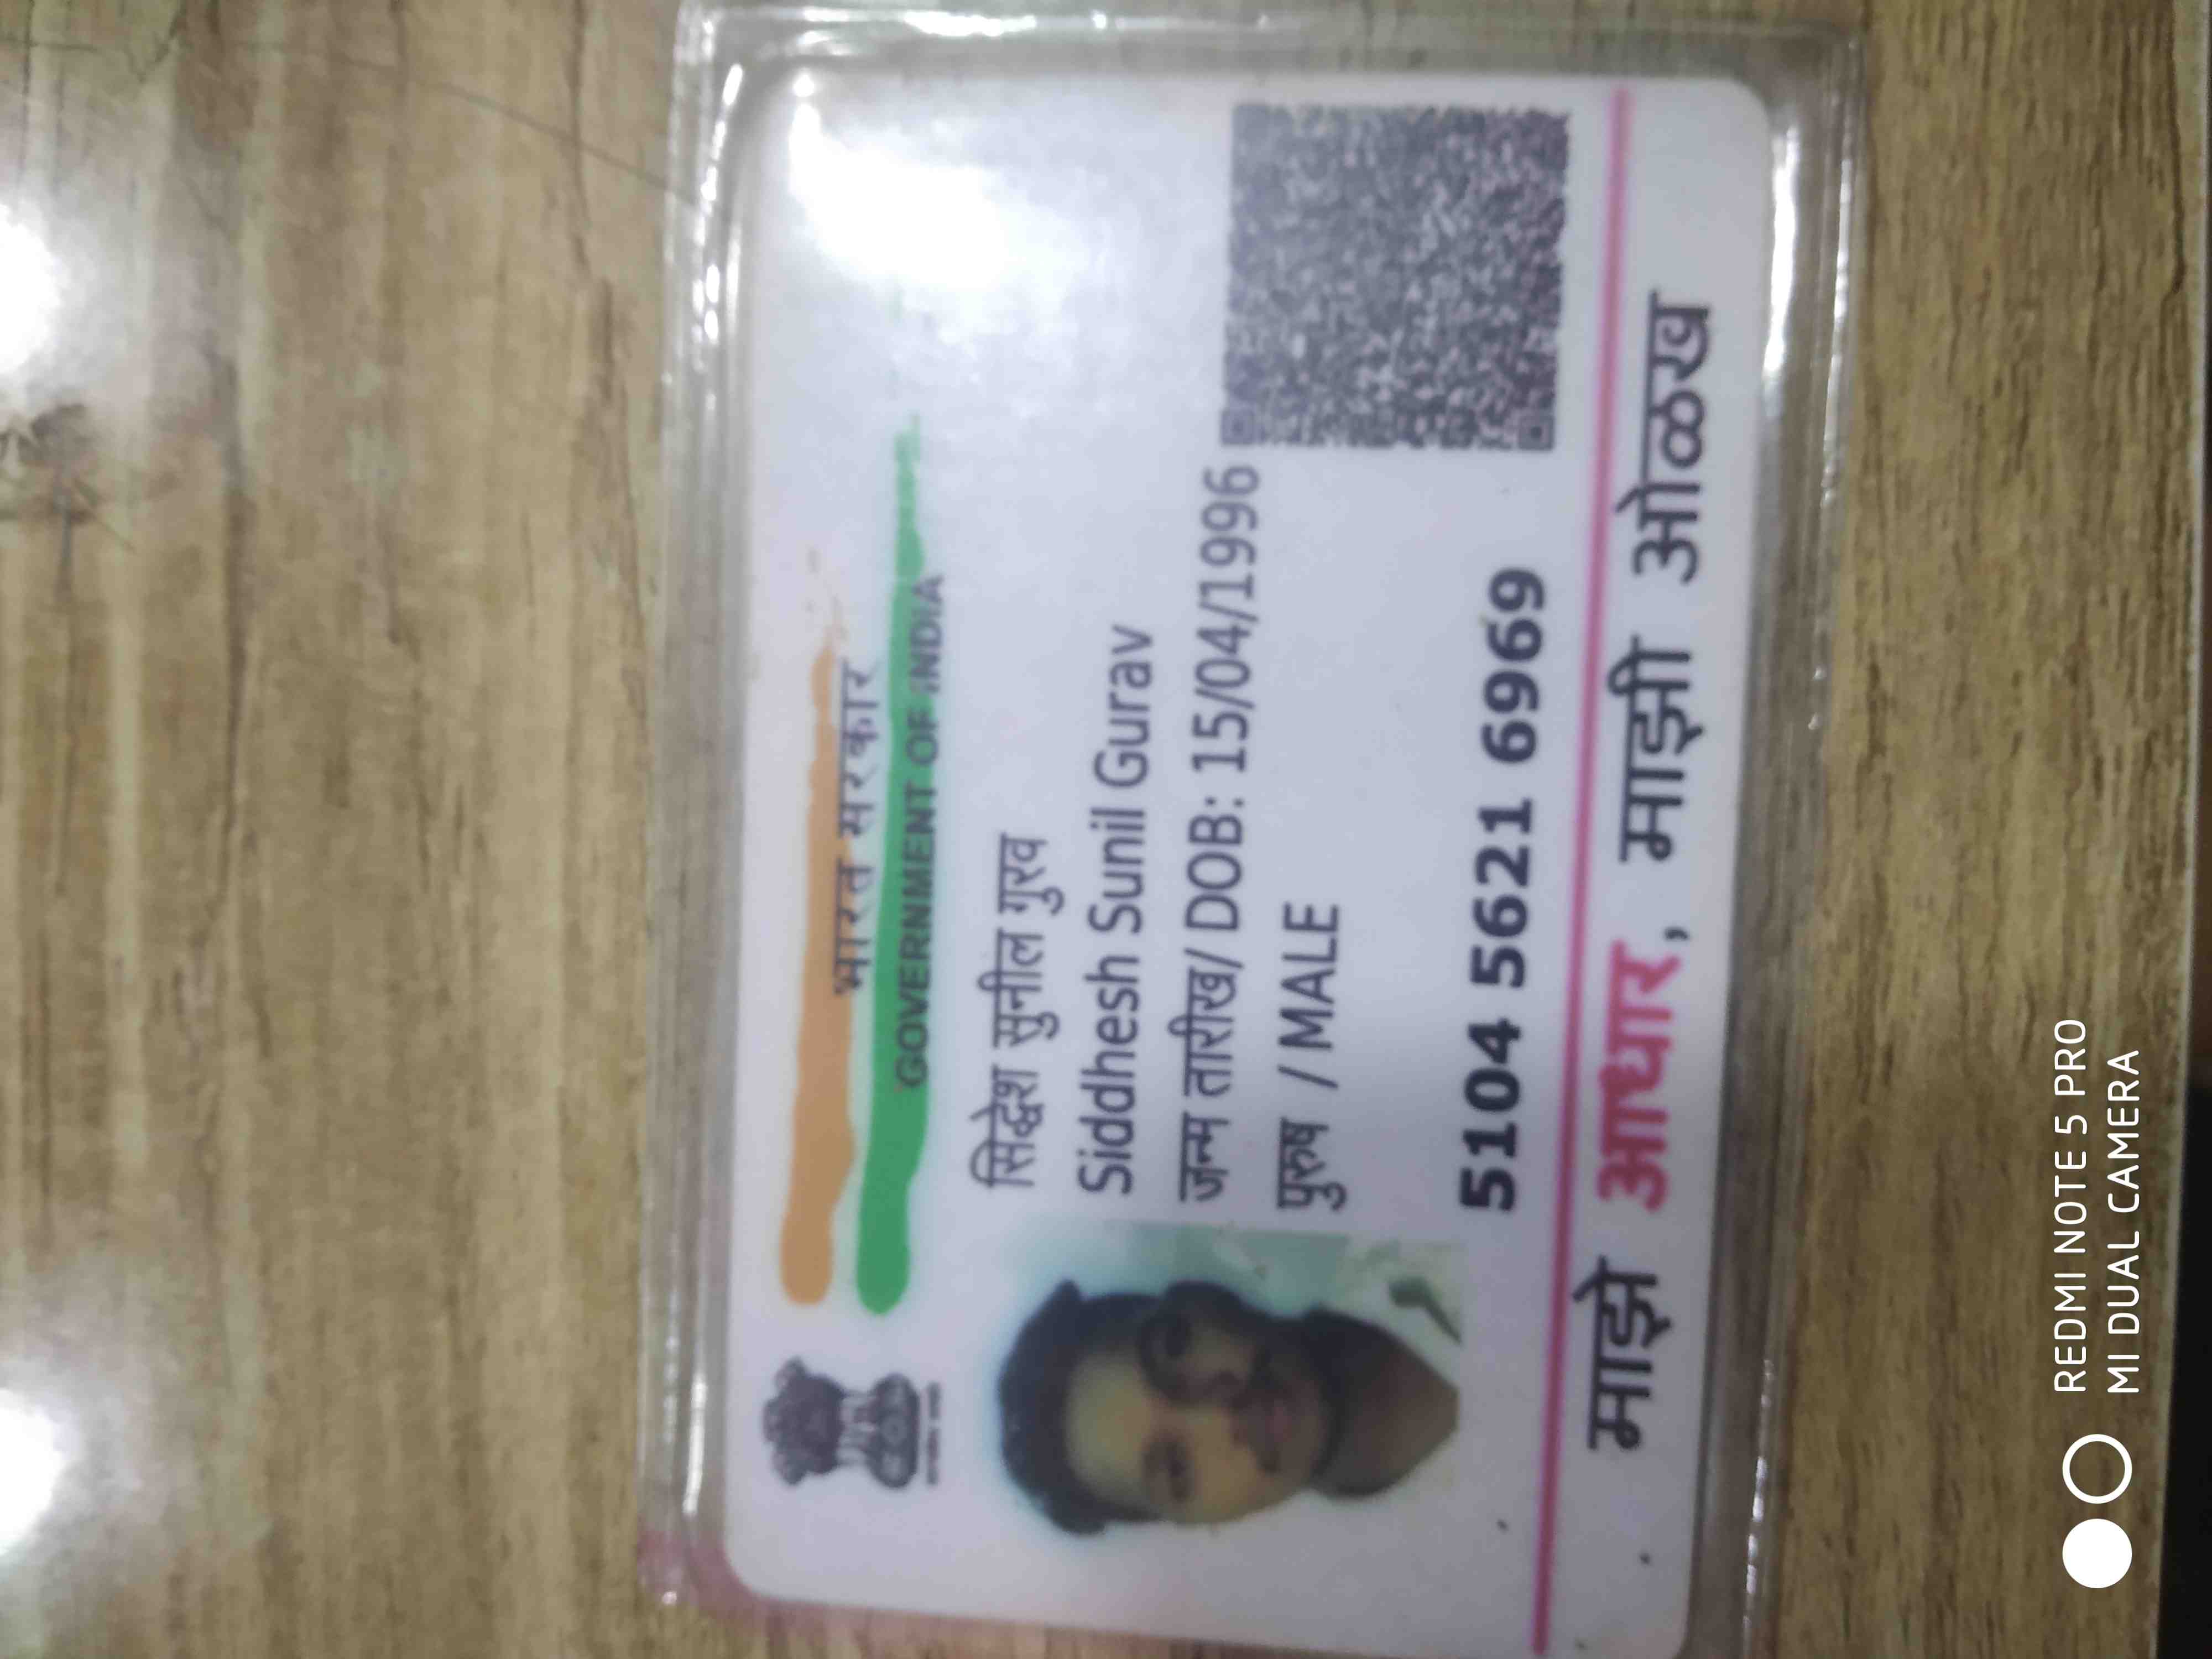 भारत सरकार
GOVERNMENT OF INDIA
सिद्धेश सुनील गुरव
Siddhesh Sunil Gurav
जन्म तारीख/ DOB: 15/04/1996
पुरुष / MALE
5104 5621 6969
माझे आधार, माझी ओळख
REDMI NOTE 5 PRO
MI DUAL CAMERA